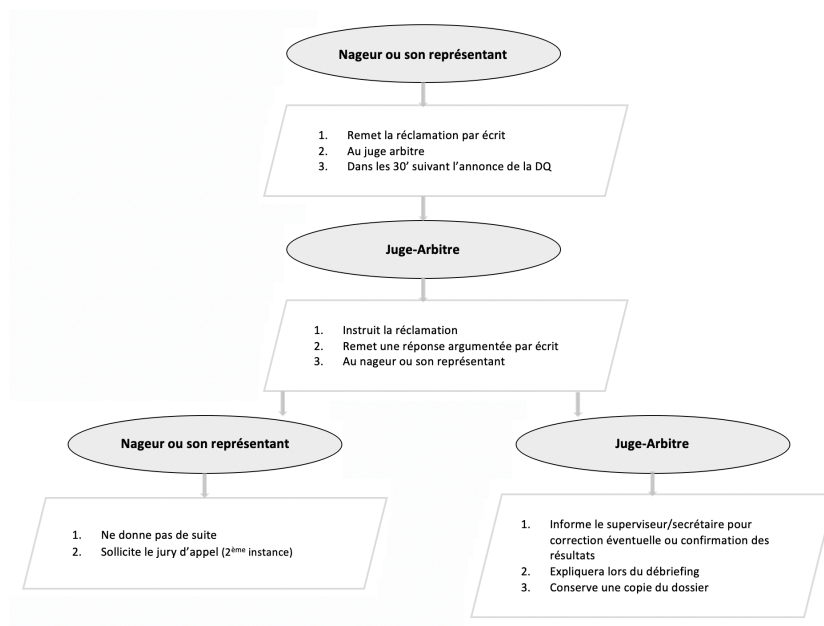 Nageur ou son représentant
1. Remet la réclamation par écrit
2. Au juge arbitre
3. Dans les 30’ suivant l’annonce de la DQ
Juge-Arbitre
1. Instruit la réclamation
2. Remet une réponse argumentée par écrit
3. Au nageur ou son représentant
Nageur ou son représentant
1. Ne donne pas de suite
2. Sollicite le jury d’appel (2ème instance)
Juge-Arbitre
1. Informe le superviseur/secrétaire pour
correction éventuelle ou confirmation des
résultats
2. Expliquera lors du débriefing
3. Conserve une copie du dossier